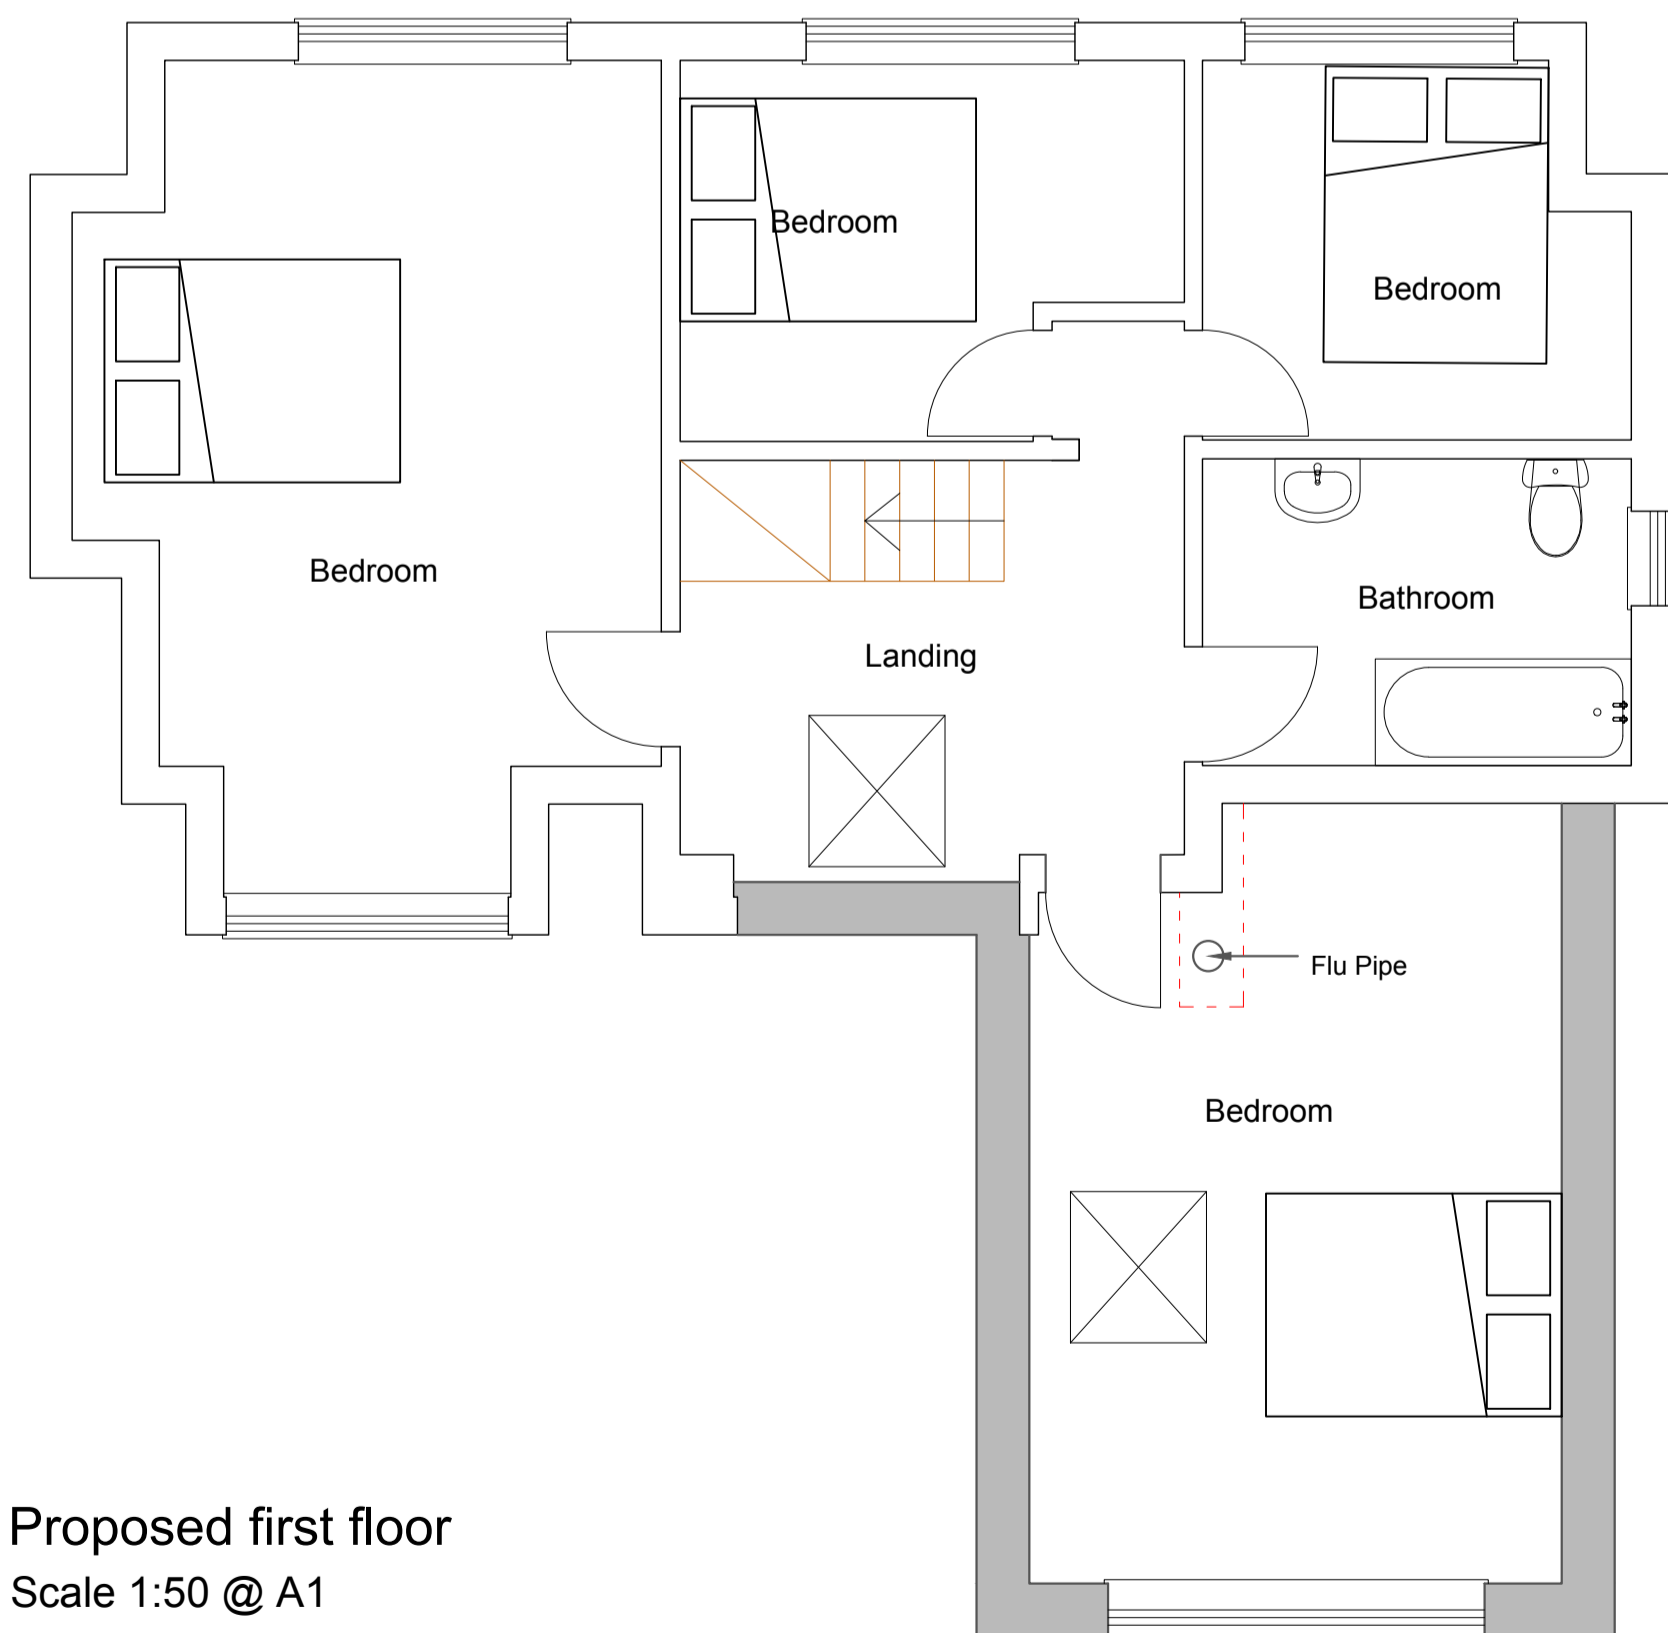 Bedroom
Bedroom
Bedroom
Bathroom
Landing
Flu Pipe
Bedroom
Proposed first floor
Scale 1:50 @ A1